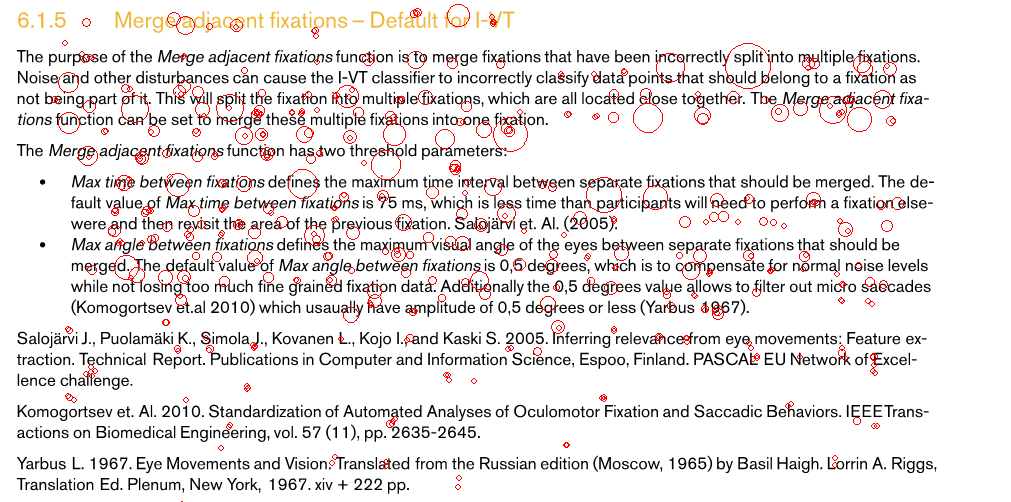 6.1.5 Merge adjacent fixations – Default for I-VT
The purpose of the Merge adjacent fixations function is to merge fixations that have been incorrectly split into multiple fixations.
Noise and other disturbances can cause the I-VT classifier to incorrectly classify data points that should belong to a fixation as
not being part of it. This will split the fixation into multiple fixations, which are all located close together. The Merge adjacent fixa-
tions function can be set to merge these multiple fixations into one fixation.
The Merge adjacent fixations function has two threshold parameters:
• Max time between fixations defines the maximum time interval between separate fixations that should be merged. The de-
fault value of Max time between fixations is 75 ms, which is less time than participants will need to perform a fixation else-
were and then revisit the area of the previous fixation. Salojärvi et. Al. (2005).
• Max angle between fixations defines the maximum visual angle of the eyes between separate fixations that should be
merged. The default value of Max angle between fixations is 0,5 degrees, which is to compensate for normal noise levels
while not losing too much fine grained fixation data. Additionally the 0,5 degrees value allows to filter out micro saccades
(Komogortsev et.al 2010) which usaually have amplitude of 0,5 degrees or less (Yarbus 1967).
Salojärvi J., Puolamäki K., Simola J., Kovanen L., Kojo I., and Kaski S. 2005. Inferring relevance from eye movements: Feature ex-
traction. Technical Report. Publications in Computer and Information Science, Espoo, Finland. PASCAL EU Network of Excel-
lence challenge.
Komogortsev et. Al. 2010. Standardization of Automated Analyses of Oculomotor Fixation and Saccadic Behaviors. IEEE Trans-
actions on Biomedical Engineering, vol. 57 (11), pp. 2635-2645.
Yarbus L. 1967. Eye Movements and Vision. Translated from the Russian edition (Moscow, 1965) by Basil Haigh. Lorrin A. Riggs,
Translation Ed. Plenum, New York, 1967. xiv + 222 pp.